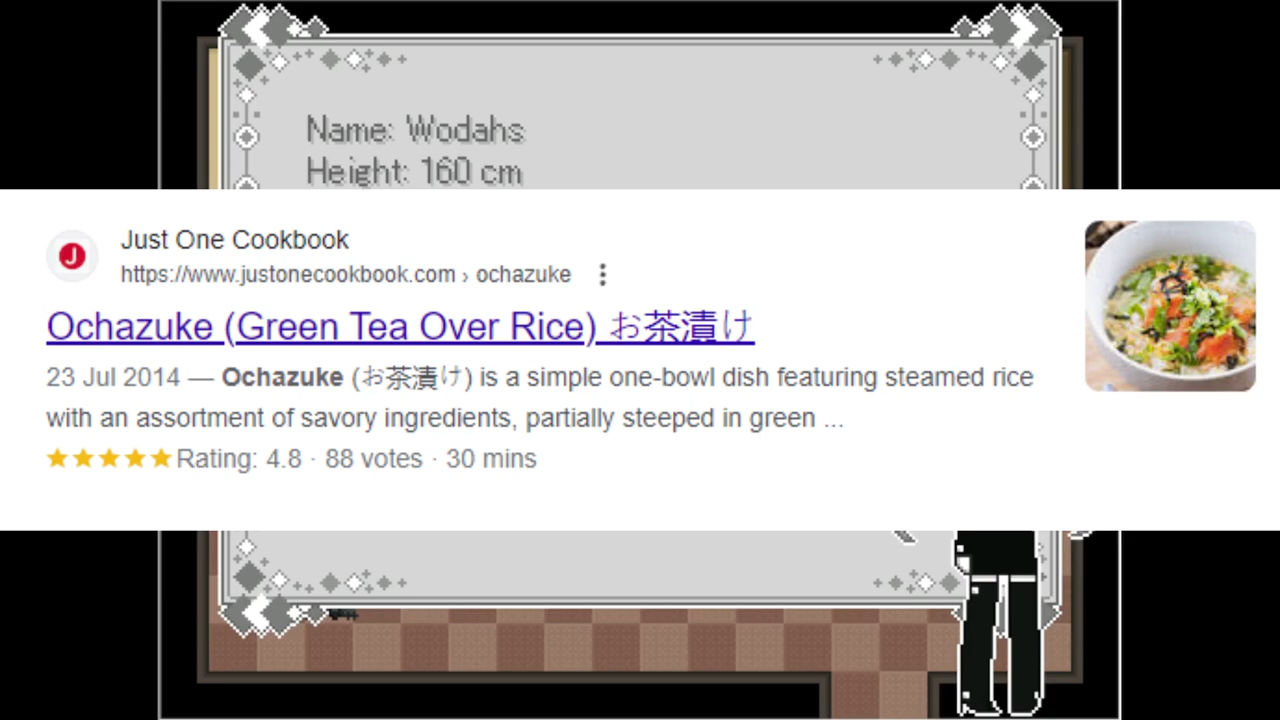 Name: Wodahs
Height: 160 cm
Just One Cookbook
https://www.justonecookbook.com › ochazuke
Ochazuke (Green Tea Over Rice) お茶漬け
23 Jul 2014 — Ochazuke (お茶漬け) is a simple one-bowl dish featuring steamed rice
with an assortment of savory ingredients, partially steeped in green ...
Rating: 4.8 · 88 votes · 30 mins